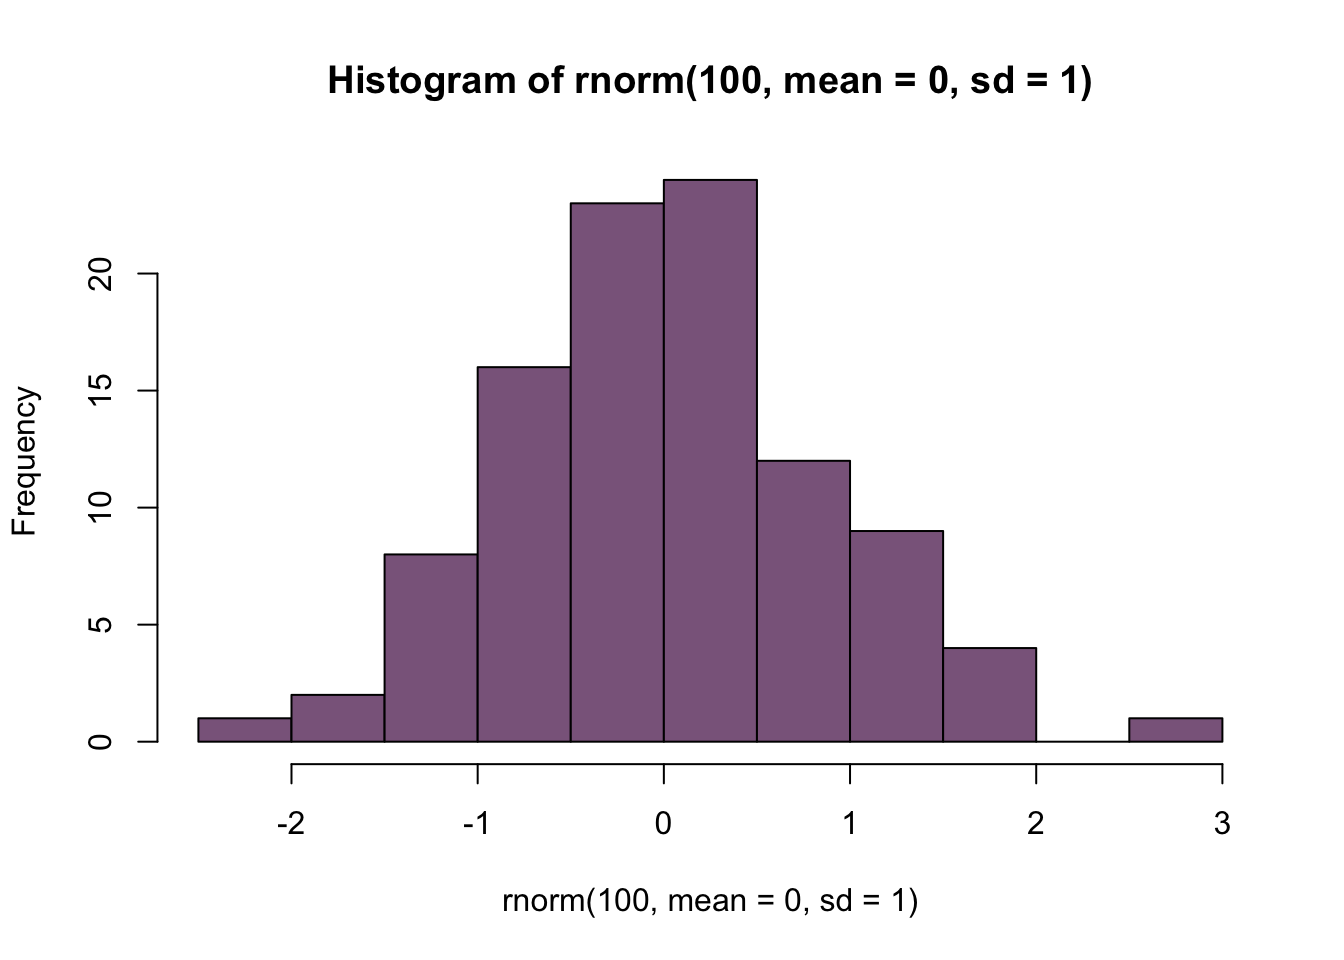 Histogram of rnorm(100, mean = 0, sd = 1)
Frequency
20
15
10
5
0
-2 -1 0 1 2 3
rnorm(100, mean = 0, sd = 1)